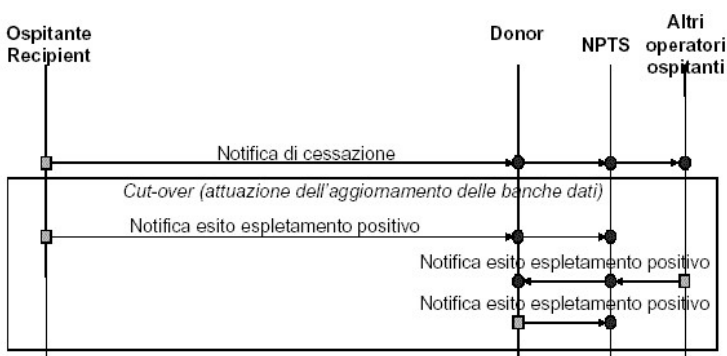 Ospitante
Recipient
Donor
NPTS
Altri
operatori
ospitanti
Notifica di cessazione
Cut-over (attuazione dell'aggiornamento delle banche dati)
Notifica esito espletamento positivo
Notifica esito espletamento positivo
Notifica esito espletamento positivo